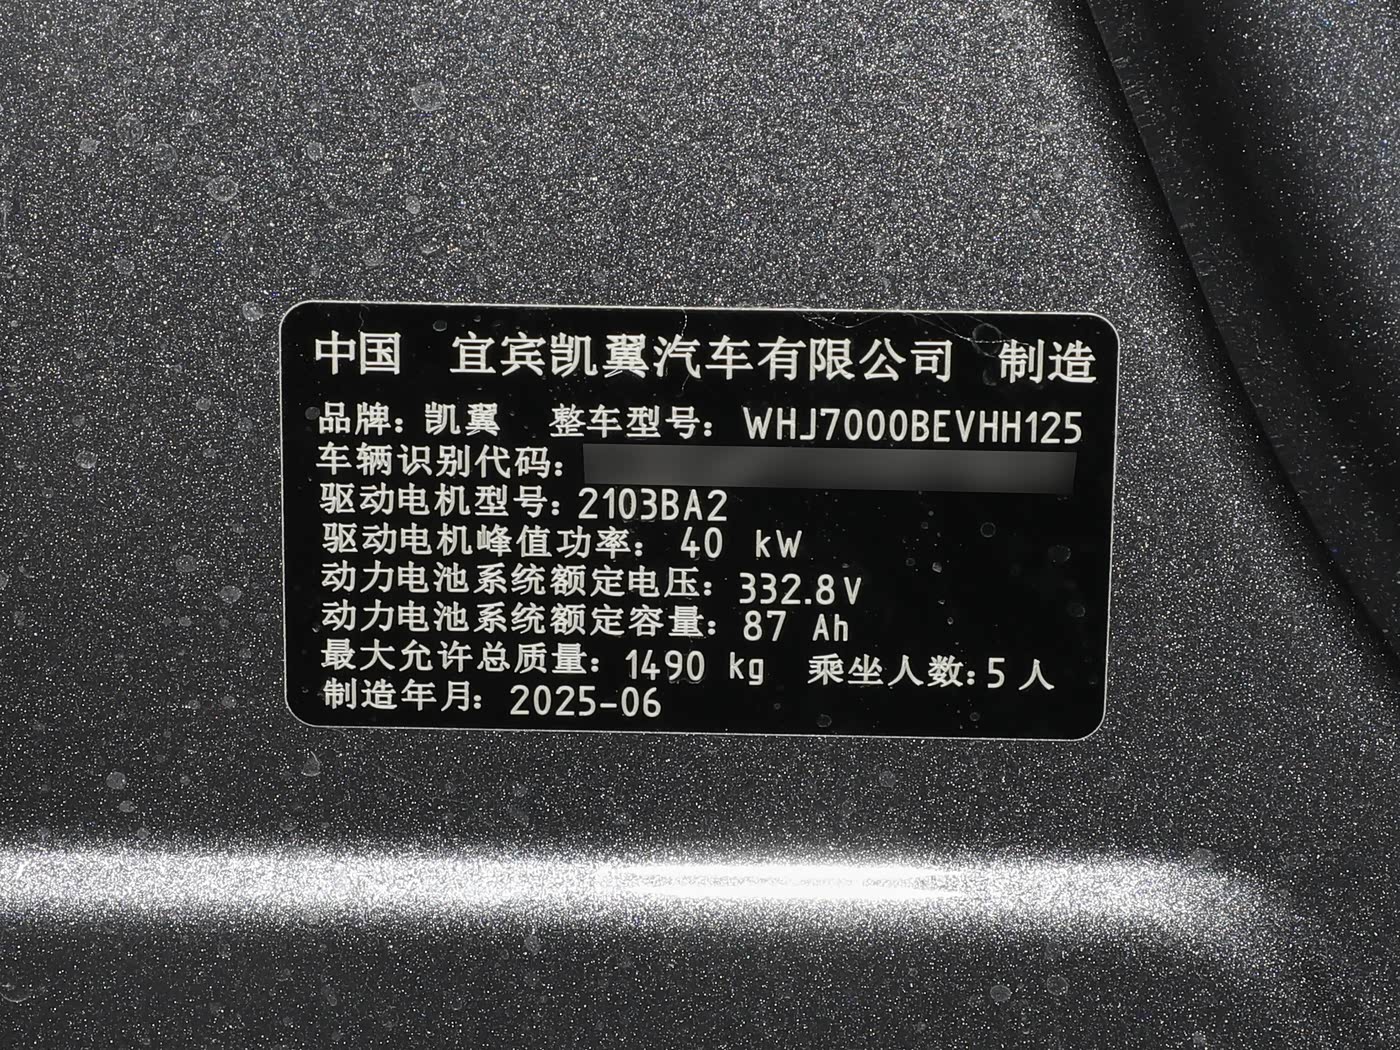 中国 宜宾凯翼汽车有限公司 制造
品牌：凯翼 整车型号：WHJ7000BEVHH125
车辆识别代码：
驱动电机型号：2103BA2
驱动电机峰值功率：40 kW
动力电池系统额定电压：332.8V
动力电池系统额定容量：87 Ah
最大允许总质量：1490 kg 乘坐人数：5 人
制造年月：2025-06